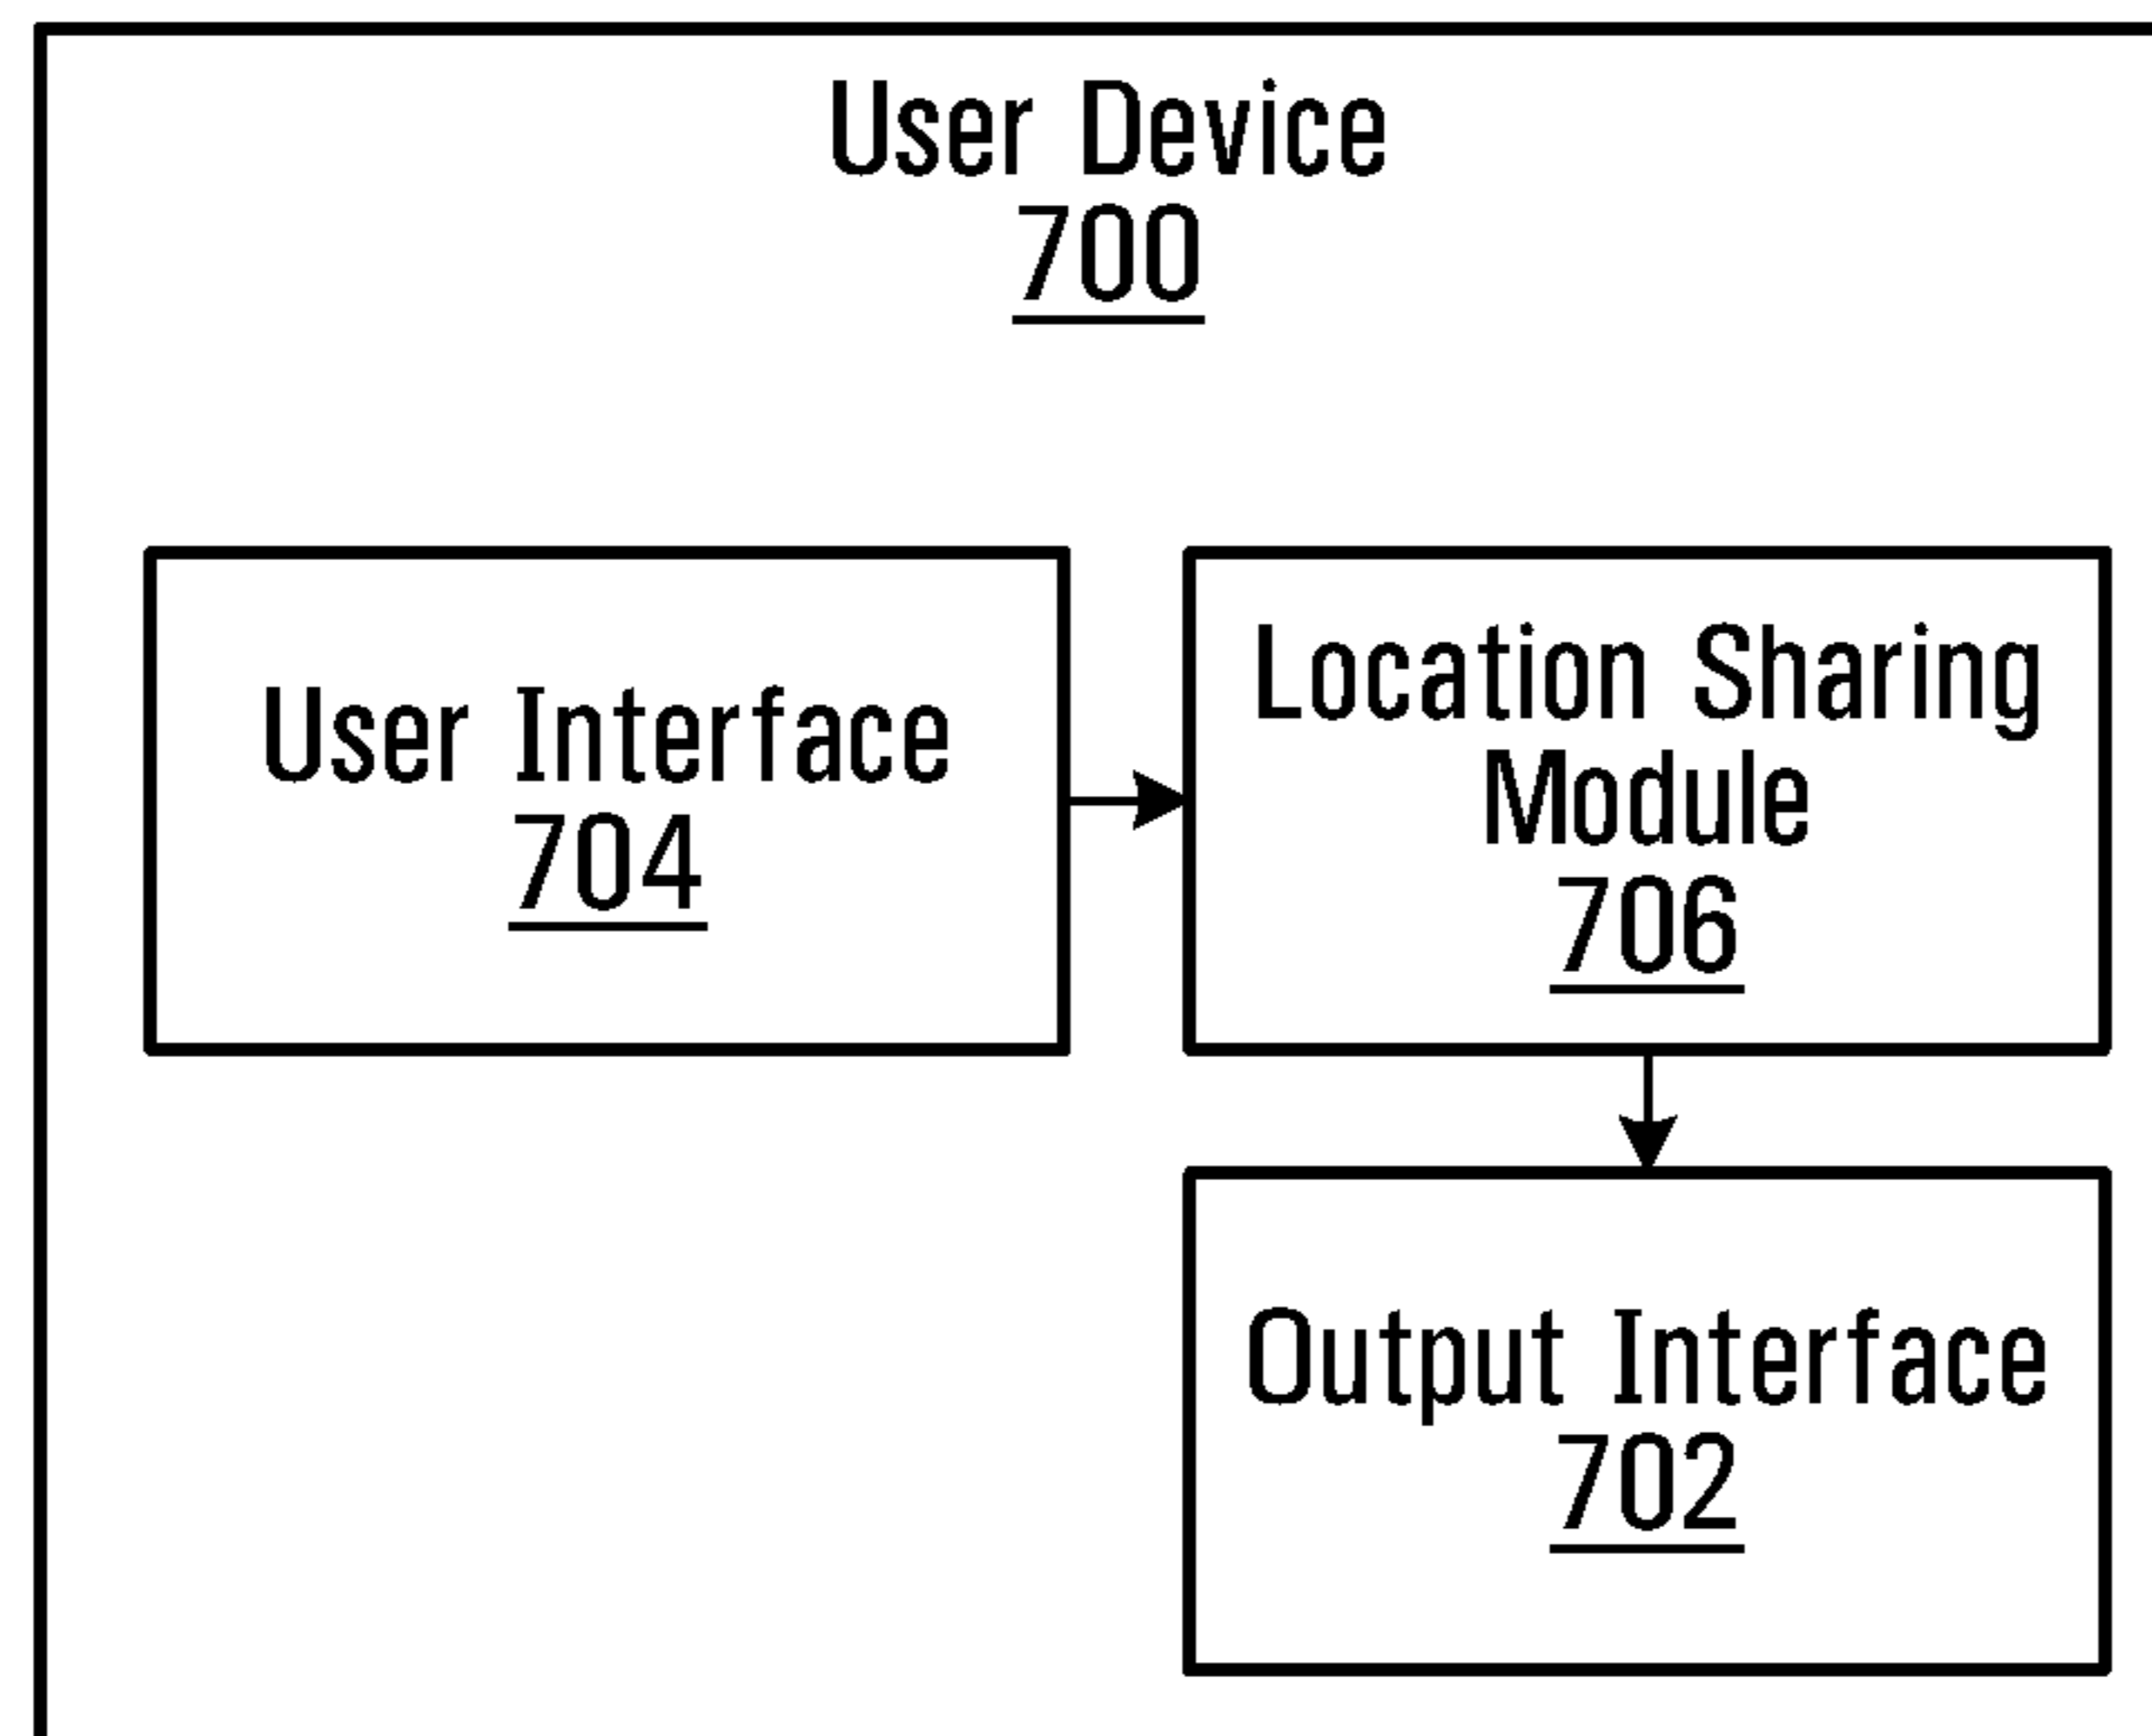 User Device
700
User Interface
704
Location Sharing
Module
706
Output Interface
702